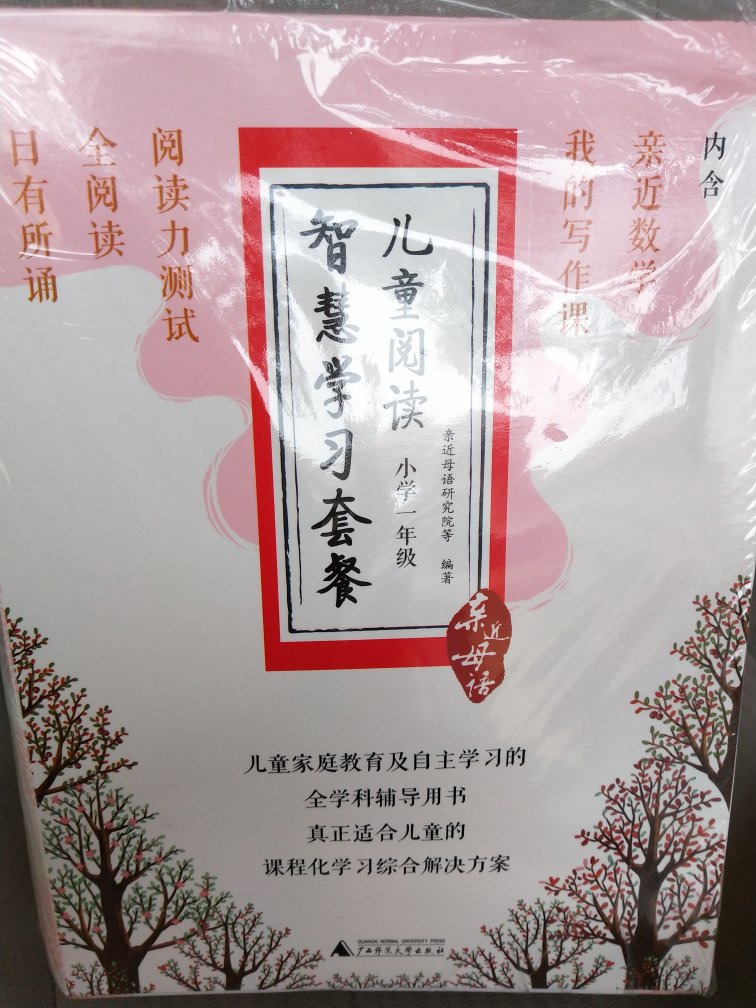 内含
亲近数学
我的写作课
阅读力测试
全阅读
日有所诵
儿童阅读 小学一年级
智慧学习套餐
亲近母语研究院等 编著
亲近母语
儿童家庭教育及自主学习的
全学科辅导用书
真正适合儿童的
课程化学习综合解决方案
GUANGXI NORMAL UNIVERSITY PRESS
广西师范大学出版社